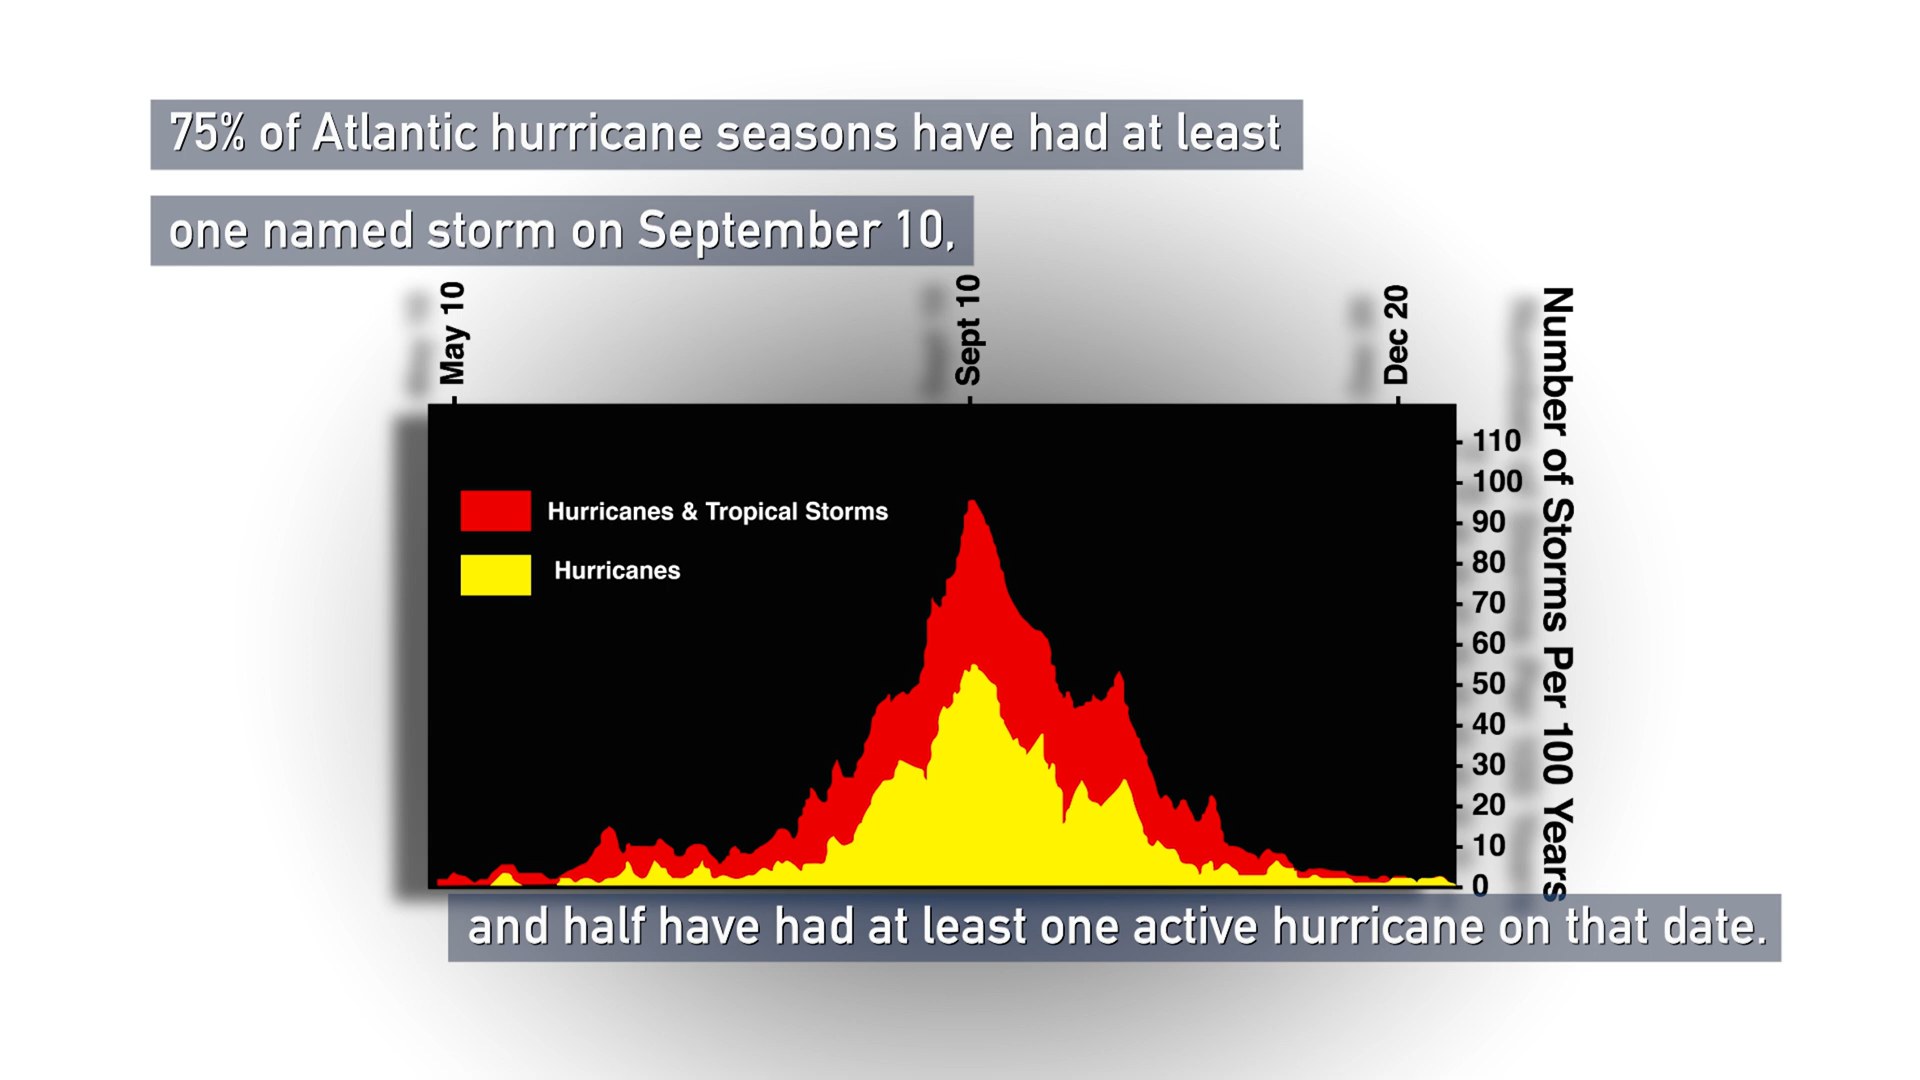 75% of Atlantic hurricane seasons have had at least
one named storm on September 10,
May 10
Sept 10
Dec 20
Number of Storms Per 100 Years
110
100
90
80
70
60
50
40
30
20
10
0
Hurricanes & Tropical Storms
Hurricanes
and half have had at least one active hurricane on that date.